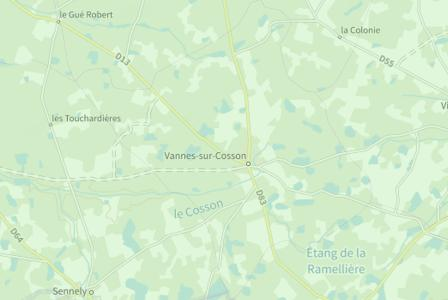 le Gué Robert
la Colonie
D13
D55
les Touchardières
Vi
Vannes-sur-Cosson
D83
le Cosson
D64
Étang de la
Ramellière
Sennely